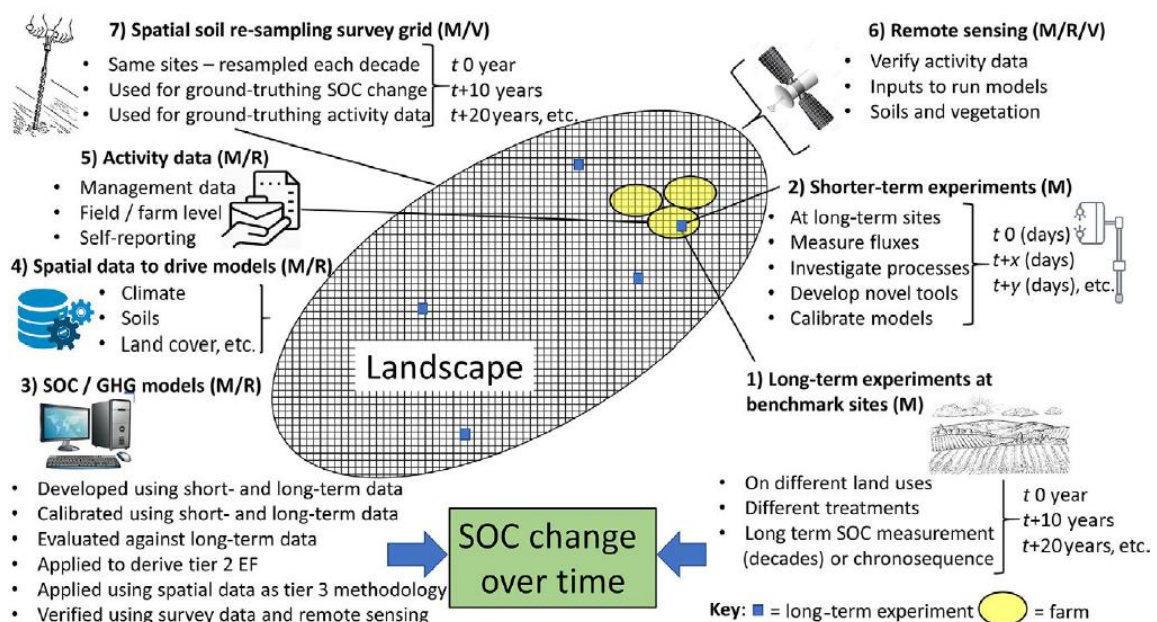 7) Spatial soil re-sampling survey grid (M/V)
• Same sites – resampled each decade
• Used for ground-truthing SOC change
• Used for ground-truthing activity data
t 0 year
t+10 years
t+20 years, etc.
6) Remote sensing (M/R/V)
• Verify activity data
• Inputs to run models
• Soils and vegetation
5) Activity data (M/R)
• Management data
• Field / farm level
• Self-reporting
2) Shorter-term experiments (M)
• At long-term sites
• Measure fluxes
• Investigate processes
• Develop novel tools
• Calibrate models
t 0 (days)
t+x (days)
t+y (days), etc.
4) Spatial data to drive models (M/R)
• Climate
• Soils
• Land cover, etc.
Landscape
3) SOC / GHG models (M/R)
• Developed using short- and long-term data
• Calibrated using short- and long-term data
• Evaluated against long-term data
• Applied to derive tier 2 EF
• Applied using spatial data as tier 3 methodology
• Verified using survey data and remote sensing
1) Long-term experiments at
benchmark sites (M)
• On different land uses
• Different treatments
• Long term SOC measurement
(decades) or chronosequence
t 0 year
t+10 years
t+20 years, etc.
SOC change
over time
Key: = long-term experiment = farm